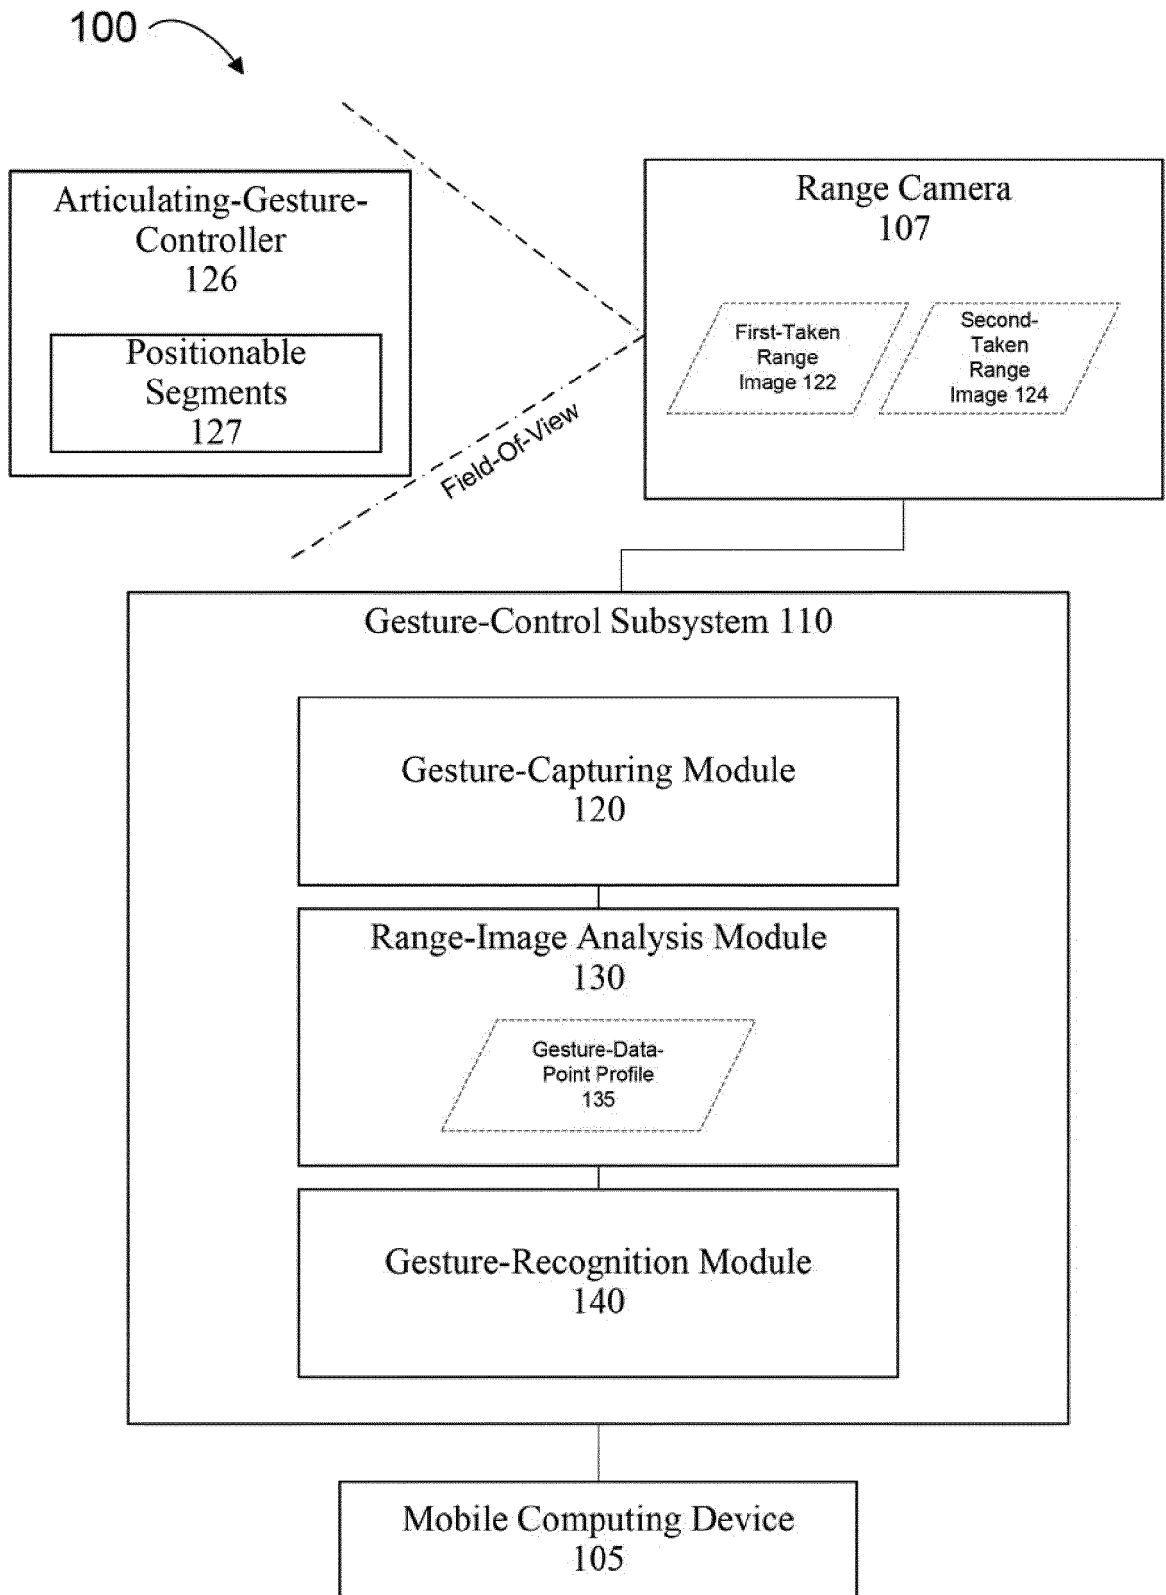 100
Articulating-Gesture-
Controller
126
Positionable
Segments
127
Range Camera
107
First-Taken
Range
Image 122
Second-
Taken
Range
Image 124
Field-Of-View
Gesture-Control Subsystem 110
Gesture-Capturing Module
120
Range-Image Analysis Module
130
Gesture-Data-
Point Profile
135
Gesture-Recognition Module
140
Mobile Computing Device
105